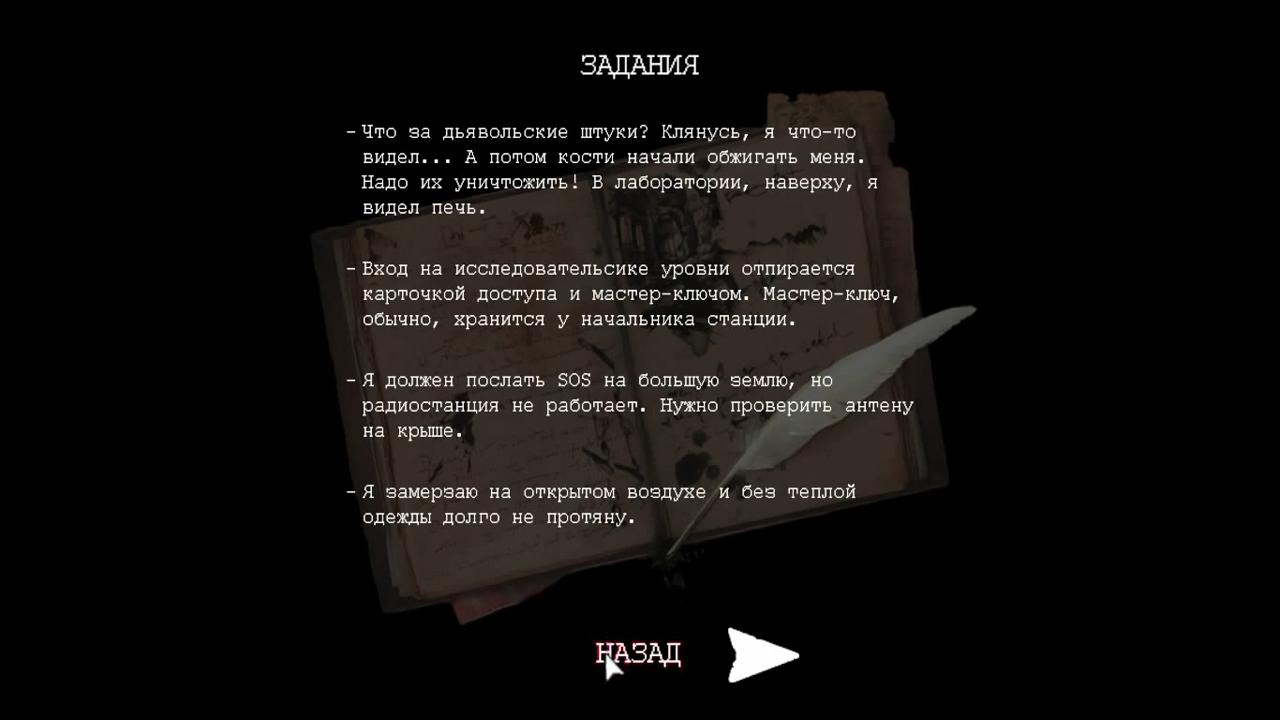 ЗАДАНИЯ
- Что за дьявольские штуки? Клянусь, я что-то
видел... А потом кости начали обжигать меня.
Надо их уничтожить! В лаборатории, наверху, я
видел печь.
- Вход на исследовательсике уровни отпирается
карточкой доступа и мастер-ключом. Мастер-ключ,
обычно, хранится у начальника станции.
- Я должен послать SOS на большую землю, но
радиостанция не работает. Нужно проверить антену
на крыше.
- Я замерзаю на открытом воздухе и без теплой
одежды долго не протяну.
НАЗАД